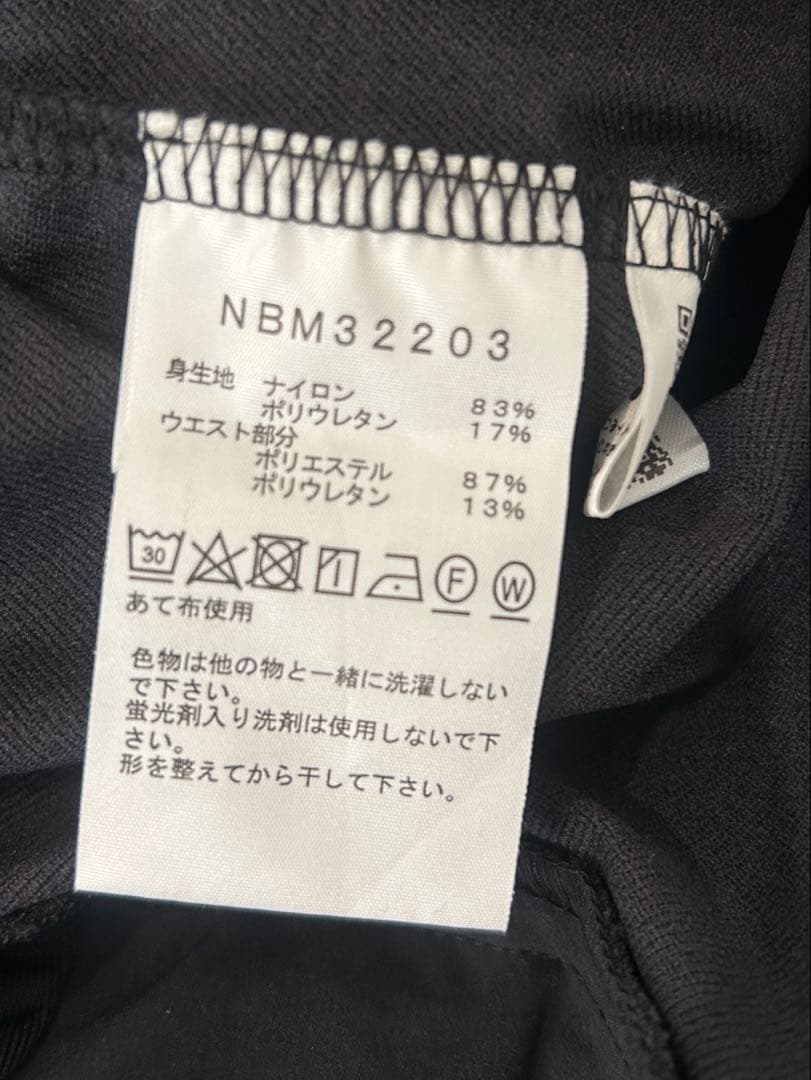 NBM32203
身生地 ナイロン 83%
ポリウレタン 17%
ウエスト部分
ポリエステル 87%
ポリウレタン 13%
30 F W
あて布使用
色物は他の物と一緒に洗濯しない
で下さい。
蛍光剤入り洗剤は使用しないで下
さい。
形を整えてから干して下さい。